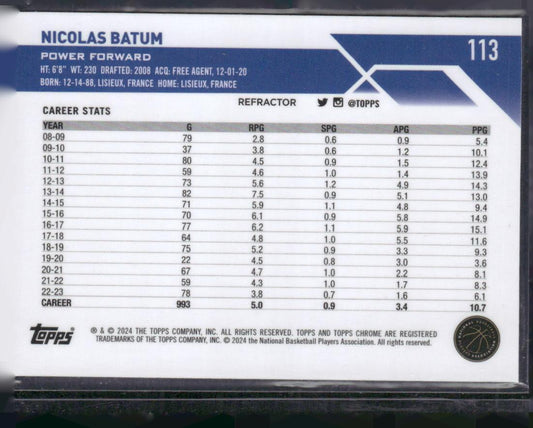 NICOLAS BATUM
113
POWER FORWARD
HT: 6'8" WT: 230 DRAFTED: 2008 ACQ: FREE AGENT, 12-01-20
BORN: 12-14-88, LISIEUX, FRANCE HOME: LISIEUX, FRANCE
REFRACTOR @TOPPS
CAREER STATS
YEAR G RPG SPG APG PPG
08-09 79 2.8 0.6 0.9 5.4
09-10 37 3.8 0.6 1.2 10.1
10-11 80 4.5 0.9 1.5 12.4
11-12 59 4.6 1.0 1.4 13.9
12-13 73 5.6 1.2 4.9 14.3
13-14 82 7.5 0.9 5.1 13.0
14-15 71 5.9 1.1 4.8 9.4
15-16 70 6.1 0.9 5.8 14.9
16-17 77 6.2 1.1 5.9 15.1
17-18 64 4.8 1.0 5.5 11.6
18-19 75 5.2 0.9 3.3 9.3
19-20 22 4.5 0.8 3.0 3.6
20-21 67 4.7 1.0 2.2 8.1
21-22 59 4.3 1.0 1.7 8.3
22-23 78 3.8 0.7 1.6 6.1
CAREER 993 5.0 0.9 3.4 10.7
topps
® & © 2024 THE TOPPS COMPANY, INC. ALL RIGHTS RESERVED. TOPPS AND TOPPS CHROME ARE REGISTERED
TRADEMARKS OF THE TOPPS COMPANY, INC. © 2024 the National Basketball Players Association. All rights reserved.